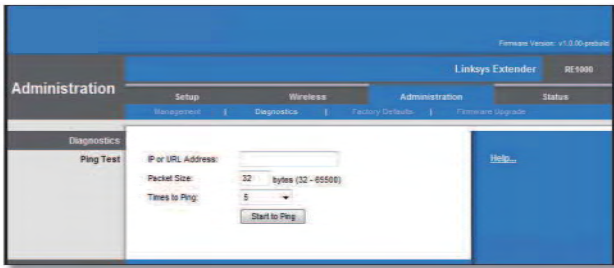 Firmware Version: v1.0.00-prebuild
Linksys Extender RE1000
Administration
Setup Wireless Administration Status
Management | Diagnostics | Factory Defaults | Firmware Upgrade
Diagnostics
Ping Test
IP or URL Address:
Packet Size: 32 bytes (32 - 65500)
Times to Ping: 5
Start to Ping
Help...